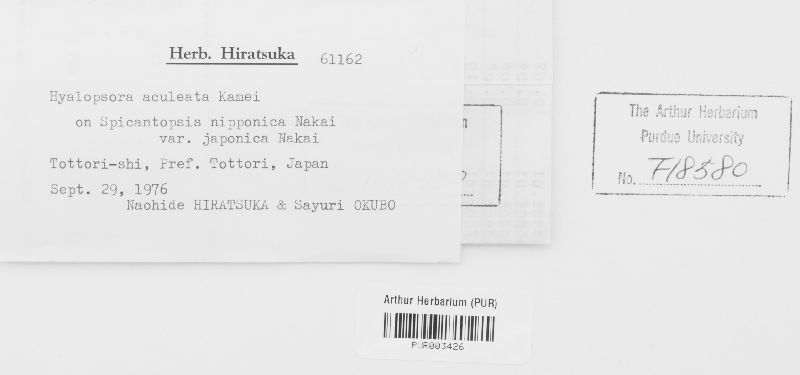 Herb. Hiratsuka 61162
Hyalopsora aculeata Kamei
on Spicantopsis nipponica Nakai
var. japonica Nakai
Tottori-shi, Pref. Tottori, Japan
Sept. 29, 1976
Naohide HIRATSUKA & Sayuri OKUBO
The Arthur Herbarium
Purdue University
No. F18580
Arthur Herbarium (PUR)
PUR003426